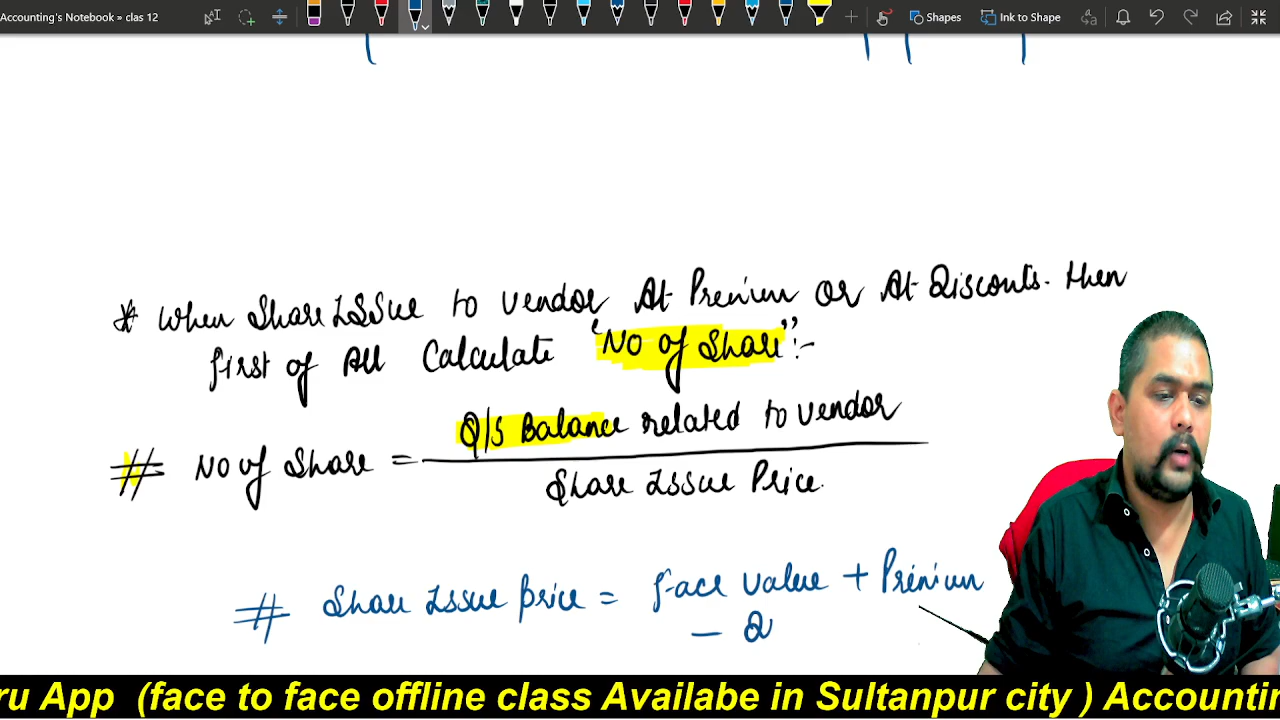 Accounting's Notebook » clas 12
Shapes
Ink to Shape
* When Share Issue to vendor At Premium OR At Disconts. then
first of All Calculate "No of Share":-
# No of Share = Q/S Balance related to vendor
Share Issue Price.
# Share Issue price = face value + Premium
- D
ru App (face to face offline class Availabe in Sultanpur city ) Accountin